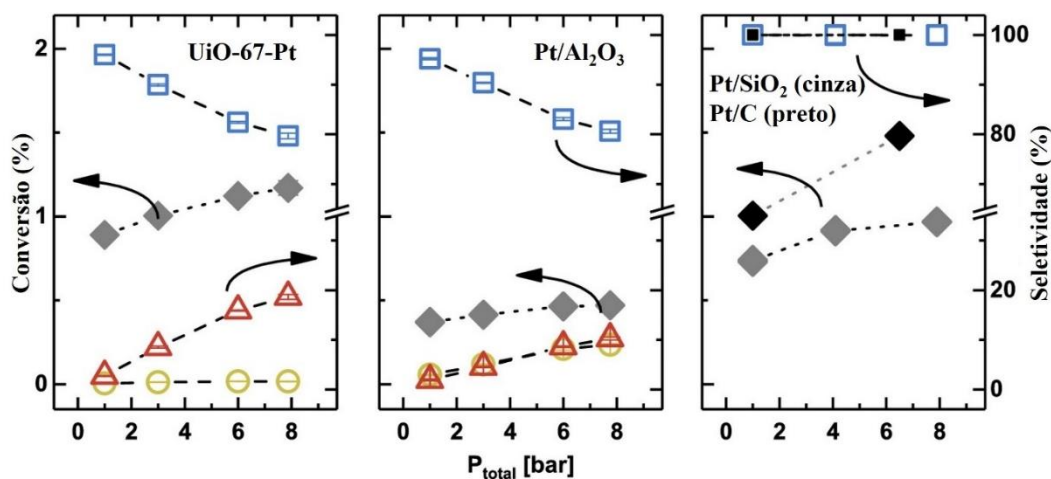 UiO-67-Pt
Pt/Al2O3
Pt/SiO2 (cinza)
Pt/C (preto)
Conversão (%)
2
1
0
Seletividade (%)
100
80
20
0
0 2 4 6 8
0 2 4 6 8
0 2 4 6 8
Ptotal [bar]